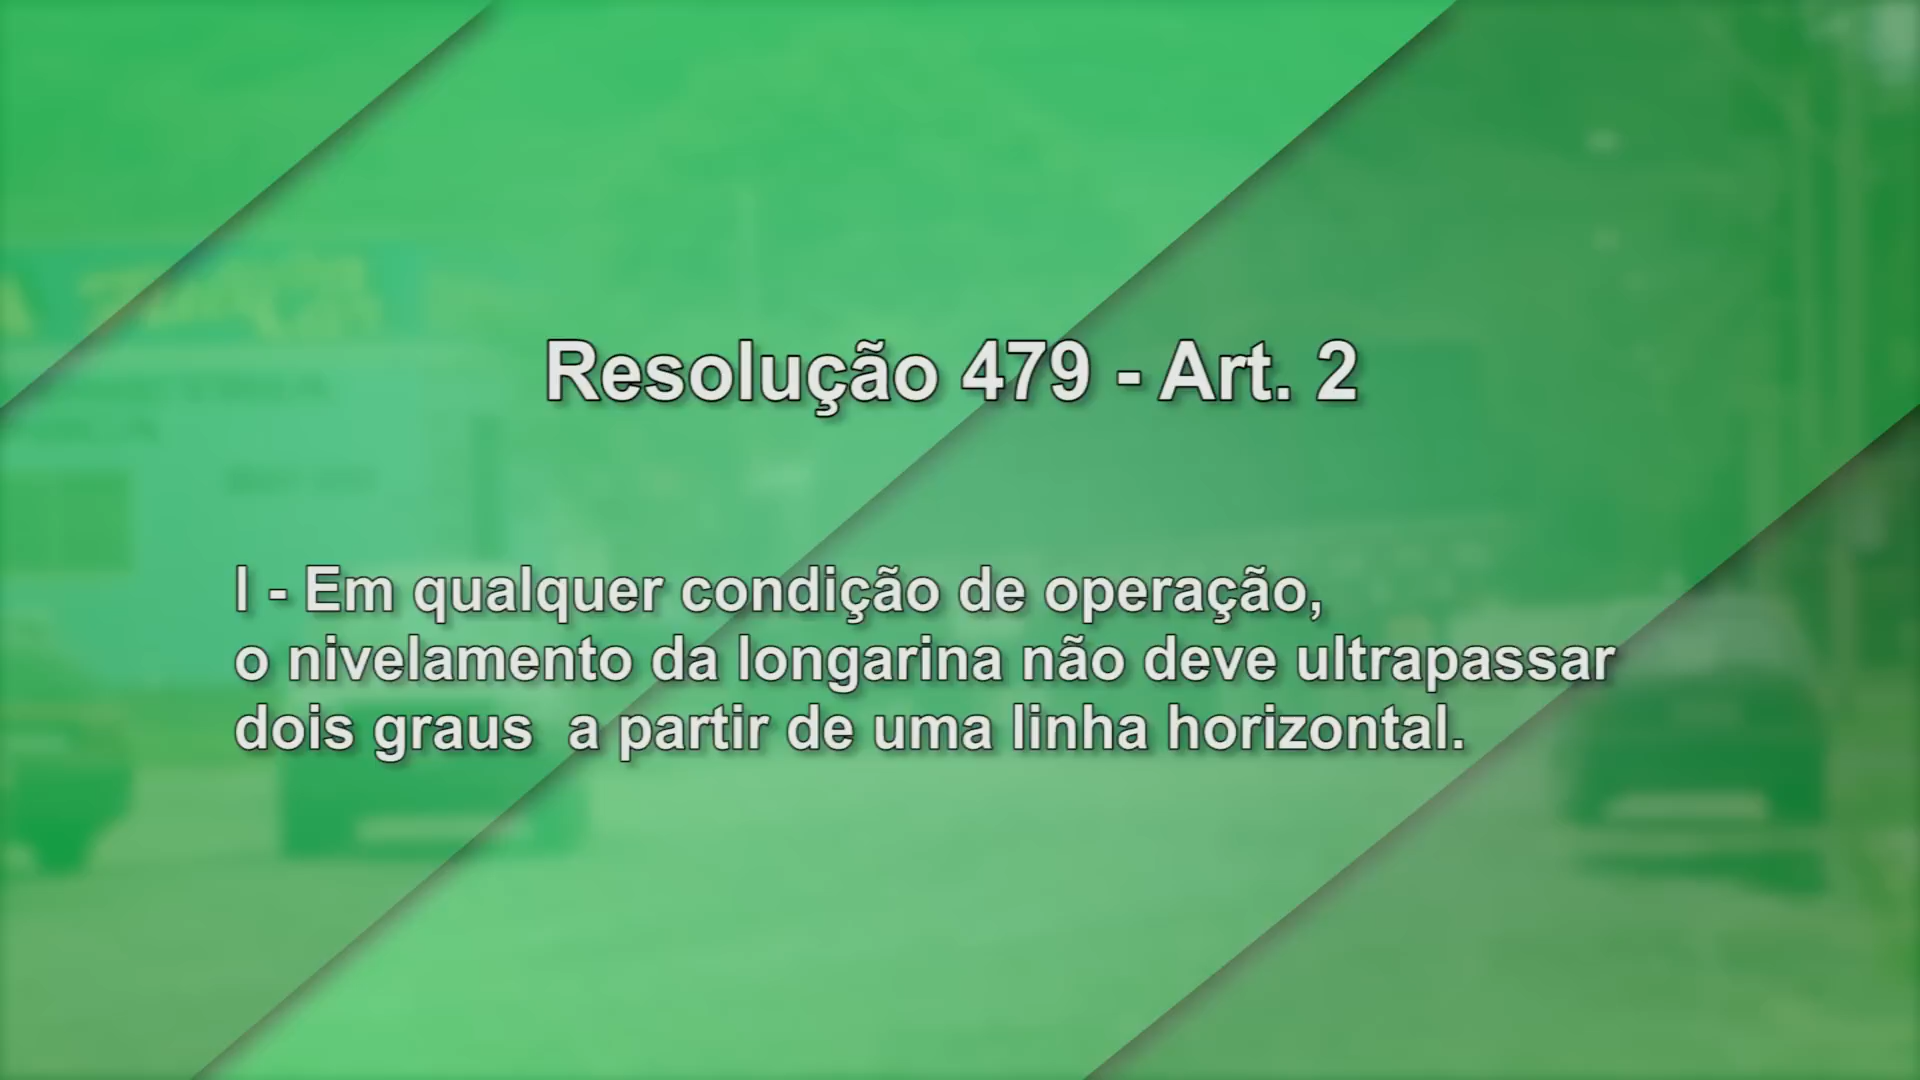 Resolução 479 - Art. 2
I - Em qualquer condição de operação,
o nivelamento da longarina não deve ultrapassar
dois graus  a partir de uma linha horizontal.